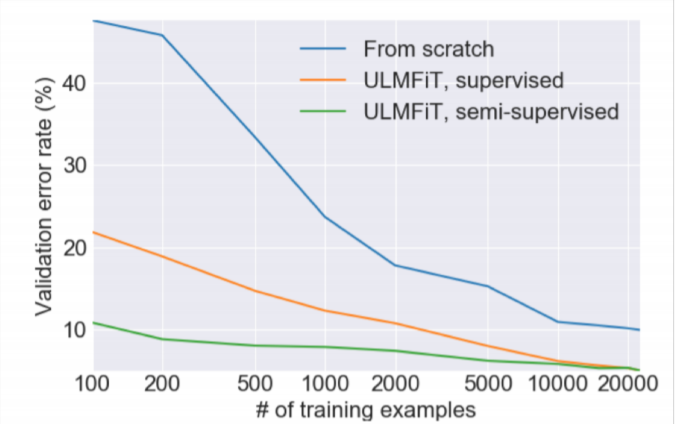 From scratch
ULMFiT, supervised
ULMFiT, semi-supervised
Validation error rate (%)
40
30
20
10
100 200 500 1000 2000 5000 10000 20000
# of training examples